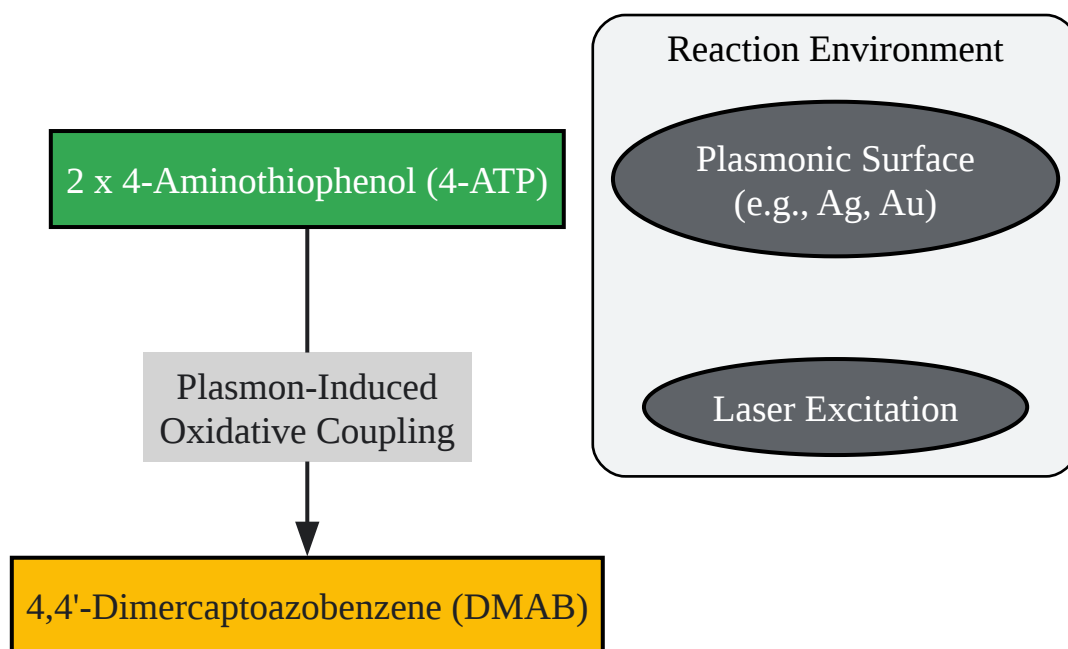 Reaction Environment
Plasmonic Surface
(e.g., Ag, Au)
2 x 4-Aminothiophenol (4-ATP)
Plasmon-Induced
Oxidative Coupling
Laser Excitation
4,4'-Dimercaptoazobenzene (DMAB)